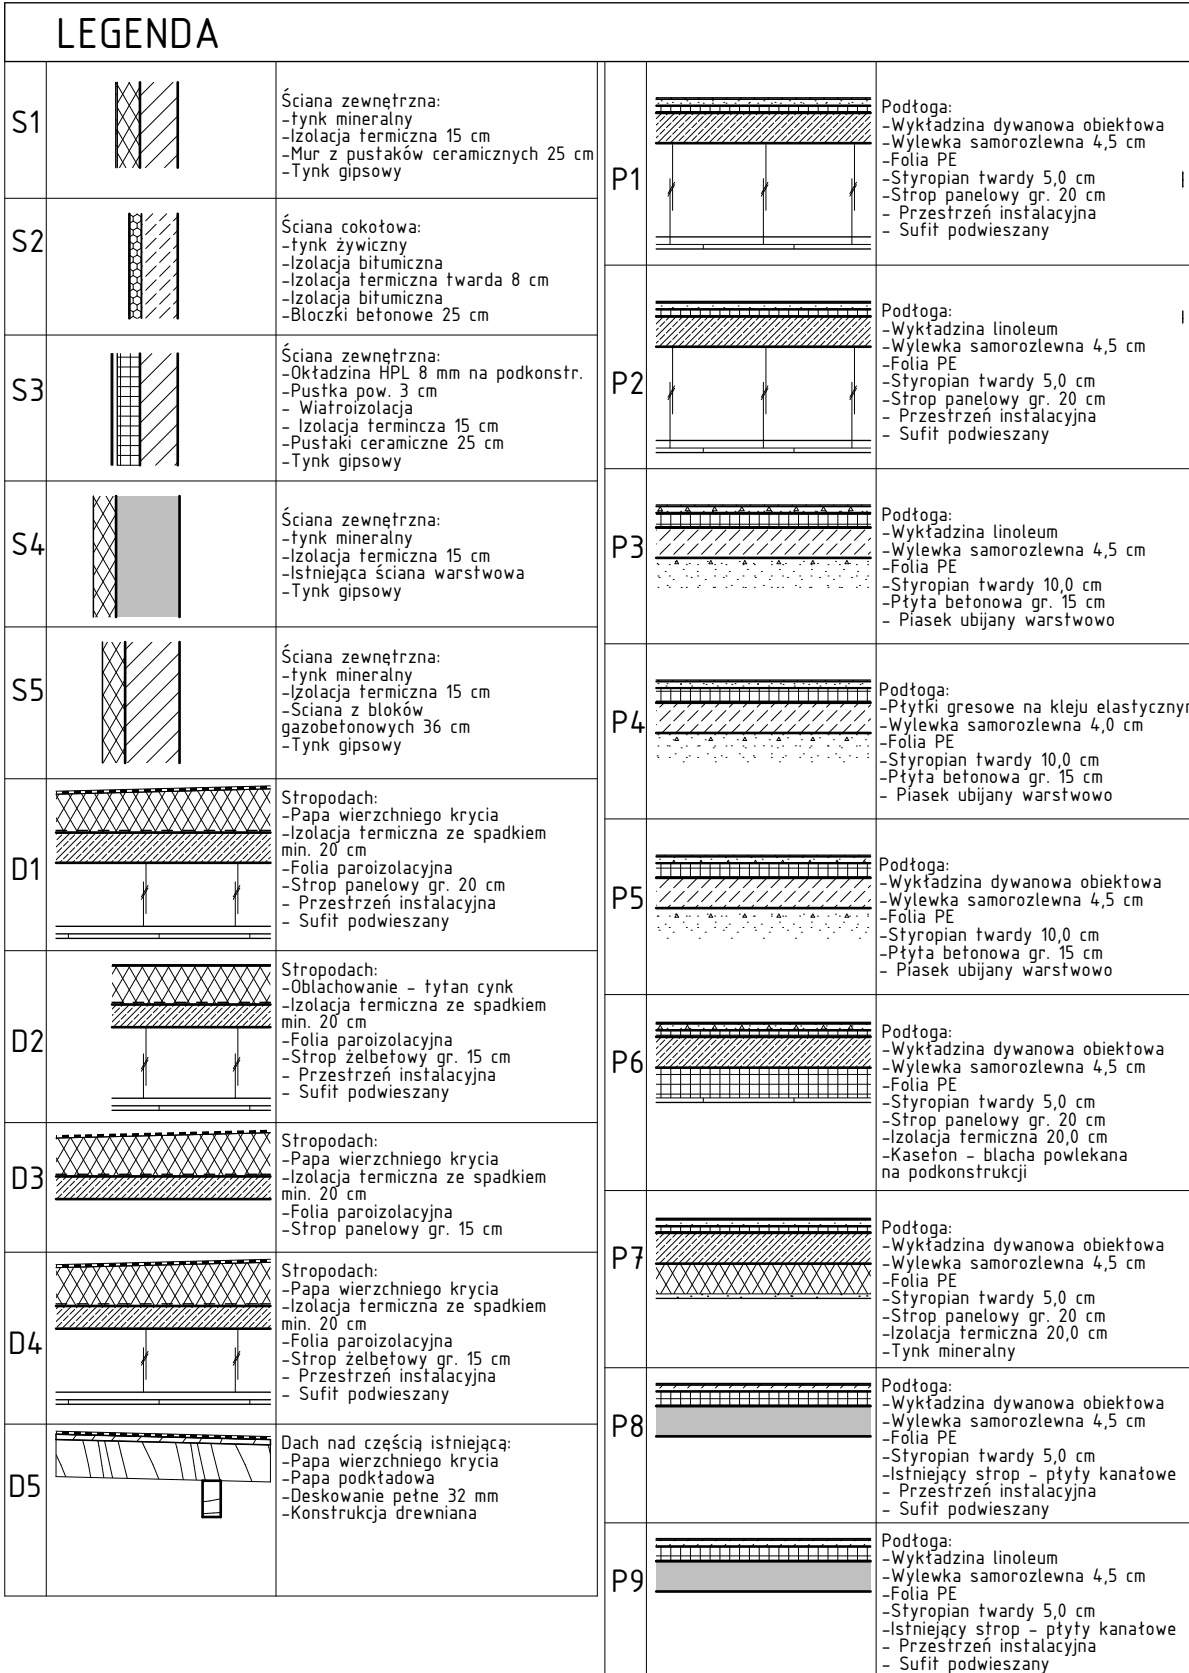 LEGENDA
S1
Ściana zewnętrzna:
-tynk mineralny
-Izolacja termiczna 15 cm
-Mur z pustaków ceramicznych 25 cm
-Tynk gipsowy
S2
Ściana cokołowa:
-tynk żywiczny
-Izolacja bitumiczna
-Izolacja termiczna twarda 8 cm
-Izolacja bitumiczna
-Bloczki betonowe 25 cm
S3
Ściana zewnętrzna:
-Okładzina HPL 8 mm na podkonstr.
-Pustka pow. 3 cm
- Wiatroizolacja
- Izolacja termincza 15 cm
-Pustaki ceramiczne 25 cm
-Tynk gipsowy
S4
Ściana zewnętrzna:
-tynk mineralny
-Izolacja termiczna 15 cm
-Istniejąca ściana warstwowa
-Tynk gipsowy
S5
Ściana zewnętrzna:
-tynk mineralny
-Izolacja termiczna 15 cm
-Ściana z bloków
gazobetonowych 36 cm
-Tynk gipsowy
D1
Stropodach:
-Papa wierzchniego krycia
-Izolacja termiczna ze spadkiem
min. 20 cm
-Folia paroizolacyjna
-Strop panelowy gr. 20 cm
- Przestrzeń instalacyjna
- Sufit podwieszany
D2
Stropodach:
-Oblachowanie - tytan cynk
-Izolacja termiczna ze spadkiem
min. 20 cm
-Folia paroizolacyjna
-Strop żelbetowy gr. 15 cm
- Przestrzeń instalacyjna
- Sufit podwieszany
D3
Stropodach:
-Papa wierzchniego krycia
-Izolacja termiczna ze spadkiem
min. 20 cm
-Folia paroizolacyjna
-Strop panelowy gr. 15 cm
D4
Stropodach:
-Papa wierzchniego krycia
-Izolacja termiczna ze spadkiem
min. 20 cm
-Folia paroizolacyjna
-Strop żelbetowy gr. 15 cm
- Przestrzeń instalacyjna
- Sufit podwieszany
D5
Dach nad częścią istniejącą:
-Papa wierzchniego krycia
-Papa podkładowa
-Deskowanie pełne 32 mm
-Konstrukcja drewniana
P1
Podłoga:
-Wykładzina dywanowa obiektowa
-Wylewka samorozlewna 4,5 cm
-Folia PE
-Styropian twardy 5,0 cm
-Strop panelowy gr. 20 cm
- Przestrzeń instalacyjna
- Sufit podwieszany
P2
Podłoga:
-Wykładzina linoleum
-Wylewka samorozlewna 4,5 cm
-Folia PE
-Styropian twardy 5,0 cm
-Strop panelowy gr. 20 cm
- Przestrzeń instalacyjna
- Sufit podwieszany
P3
Podłoga:
-Wykładzina linoleum
-Wylewka samorozlewna 4,5 cm
-Folia PE
-Styropian twardy 10,0 cm
-Płyta betonowa gr. 15 cm
- Piasek ubijany warstwowo
P4
Podłoga:
-Płytki gresowe na kleju elastycznym
-Wylewka samorozlewna 4,0 cm
-Folia PE
-Styropian twardy 10,0 cm
-Płyta betonowa gr. 15 cm
- Piasek ubijany warstwowo
P5
Podłoga:
-Wykładzina dywanowa obiektowa
-Wylewka samorozlewna 4,5 cm
-Folia PE
-Styropian twardy 10,0 cm
-Płyta betonowa gr. 15 cm
- Piasek ubijany warstwowo
P6
Podłoga:
-Wykładzina dywanowa obiektowa
-Wylewka samorozlewna 4,5 cm
-Folia PE
-Styropian twardy 5,0 cm
-Strop panelowy gr. 20 cm
-Izolacja termiczna 20,0 cm
-Kaseton - blacha powlekana
na podkonstrukcji
P7
Podłoga:
-Wykładzina dywanowa obiektowa
-Wylewka samorozlewna 4,5 cm
-Folia PE
-Styropian twardy 5,0 cm
-Strop panelowy gr. 20 cm
-Izolacja termiczna 20,0 cm
-Tynk mineralny
P8
Podłoga:
-Wykładzina dywanowa obiektowa
-Wylewka samorozlewna 4,5 cm
-Folia PE
-Styropian twardy 5,0 cm
-Istniejący strop - płyty kanałowe
- Przestrzeń instalacyjna
- Sufit podwieszany
P9
Podłoga:
-Wykładzina linoleum
-Wylewka samorozlewna 4,5 cm
-Folia PE
-Styropian twardy 5,0 cm
-Istniejący strop - płyty kanałowe
- Przestrzeń instalacyjna
- Sufit podwieszany